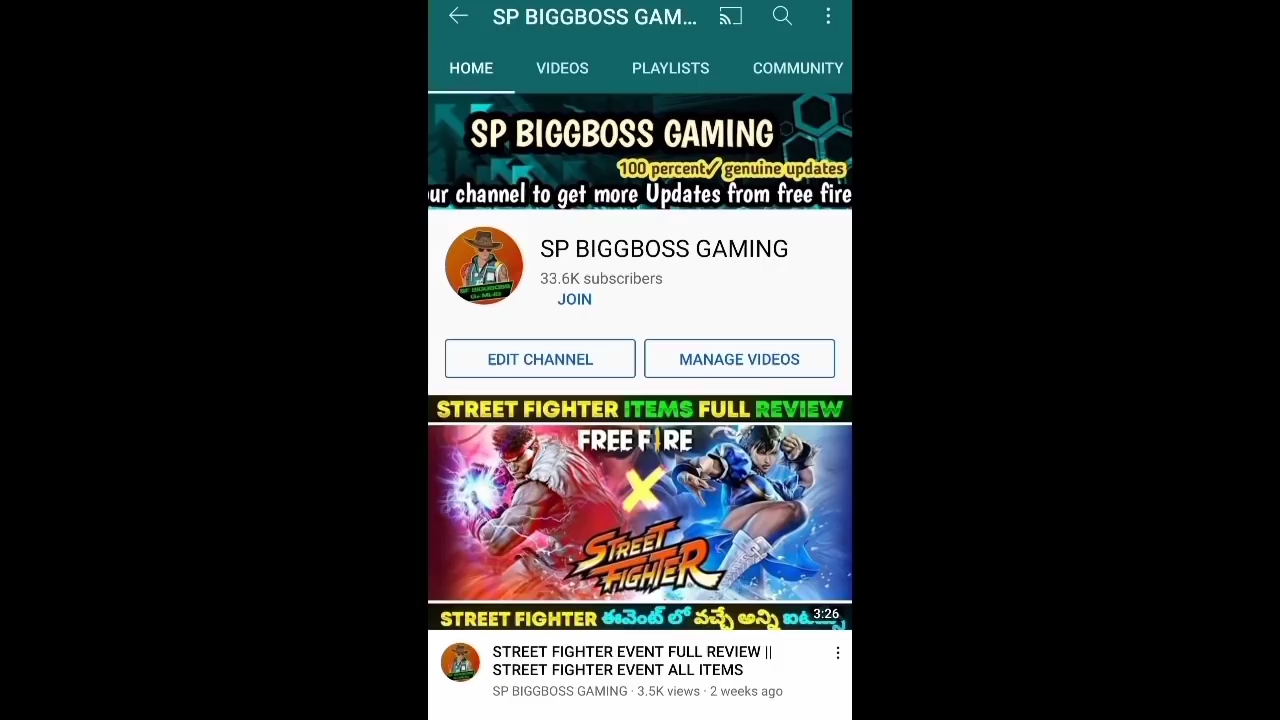 SP BIGGBOSS GAM...
HOME VIDEOS PLAYLISTS COMMUNITY
SP BIGGBOSS GAMING
100 percent✓ genuine updates
ur channel to get more Updates from free fire
SP BIGGBOSS GAMING
33.6K subscribers
JOIN
EDIT CHANNEL MANAGE VIDEOS
STREET FIGHTER ITEMS FULL REVIEW
FREE FIRE
X
STREET FIGHTER
STREET FIGHTER ఈవెంట్ లో వచ్చే అన్ని
3:26
STREET FIGHTER EVENT FULL REVIEW ||
STREET FIGHTER EVENT ALL ITEMS
SP BIGGBOSS GAMING · 3.5K views · 2 weeks ago